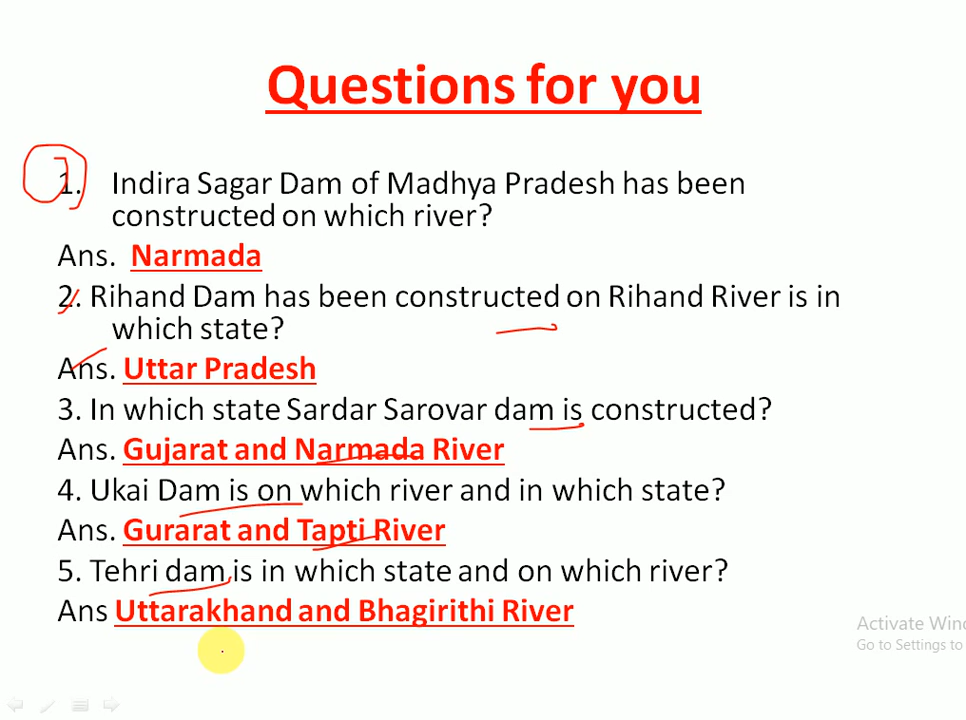 Questions for you
1. Indira Sagar Dam of Madhya Pradesh has been
constructed on which river?
Ans. Narmada
2. Rihand Dam has been constructed on Rihand River is in
which state?
Ans. Uttar Pradesh
3. In which state Sardar Sarovar dam is constructed?
Ans. Gujarat and Narmada River
4. Ukai Dam is on which river and in which state?
Ans. Gurarat and Tapti River
5. Tehri dam is in which state and on which river?
Ans Uttarakhand and Bhagirithi River
Activate Win
Go to Settings to